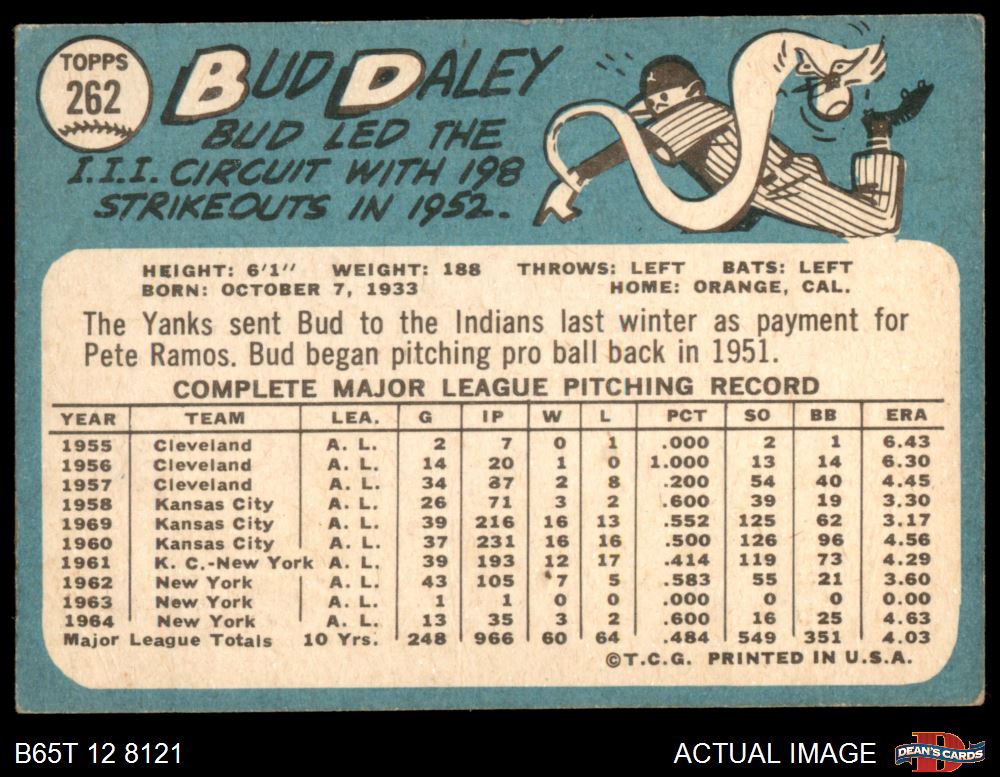 TOPPS
262
BUD DALEY
BUD LED THE
I.I.I. CIRCUIT WITH 198
STRIKEOUTS IN 1952.
HEIGHT: 6'1" WEIGHT: 188 THROWS: LEFT BATS: LEFT
BORN: OCTOBER 7, 1933 HOME: ORANGE, CAL.
The Yanks sent Bud to the Indians last winter as payment for
Pete Ramos. Bud began pitching pro ball back in 1951.
COMPLETE MAJOR LEAGUE PITCHING RECORD
YEAR TEAM LEA. G IP W L PCT SO BB ERA
1955 Cleveland A. L. 2 7 0 1 .000 2 1 6.43
1956 Cleveland A. L. 14 20 1 0 1.000 13 14 6.30
1957 Cleveland A. L. 34 87 2 8 .200 54 40 4.45
1958 Kansas City A. L. 26 71 3 2 .600 39 19 3.30
1969 Kansas City A. L. 39 216 16 13 .552 125 62 3.17
1960 Kansas City A. L. 37 231 16 16 .500 126 96 4.56
1961 K. C.-New York A. L. 39 193 12 17 .414 119 73 4.29
1962 New York A. L. 43 105 7 5 .583 55 21 3.60
1963 New York A. L. 1 1 0 0 .000 0 0 0.00
1964 New York A. L. 13 35 3 2 .600 16 25 4.63
Major League Totals 10 Yrs. 248 966 60 64 .484 549 351 4.03
©T.C.G. PRINTED IN U.S.A.
B65T 12 8121 ACTUAL IMAGE DEAN'S CARDS